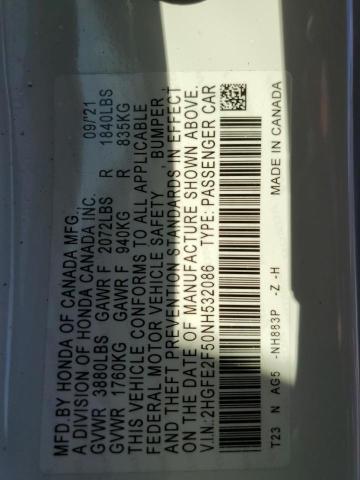 MFD.BY HONDA OF CANADA MFG.,
A DIVISION OF HONDA CANADA INC. 09/'21
GVWR 3880LBS GAWR F 2072LBS R 1840LBS
GVWR 1760KG GAWR F 940KG R 835KG
THIS VEHICLE CONFORMS TO ALL APPLICABLE
FEDERAL MOTOR VEHICLE SAFETY , BUMPER ,
AND THEFT PREVENTION STANDARDS IN EFFECT
ON THE DATE OF MANUFACTURE SHOWN ABOVE.
V.I.N.:2HGFE2F50NH532086 TYPE: PASSENGER CAR
T23 N AG5 -NH883P -Z -H MADE IN CANADA